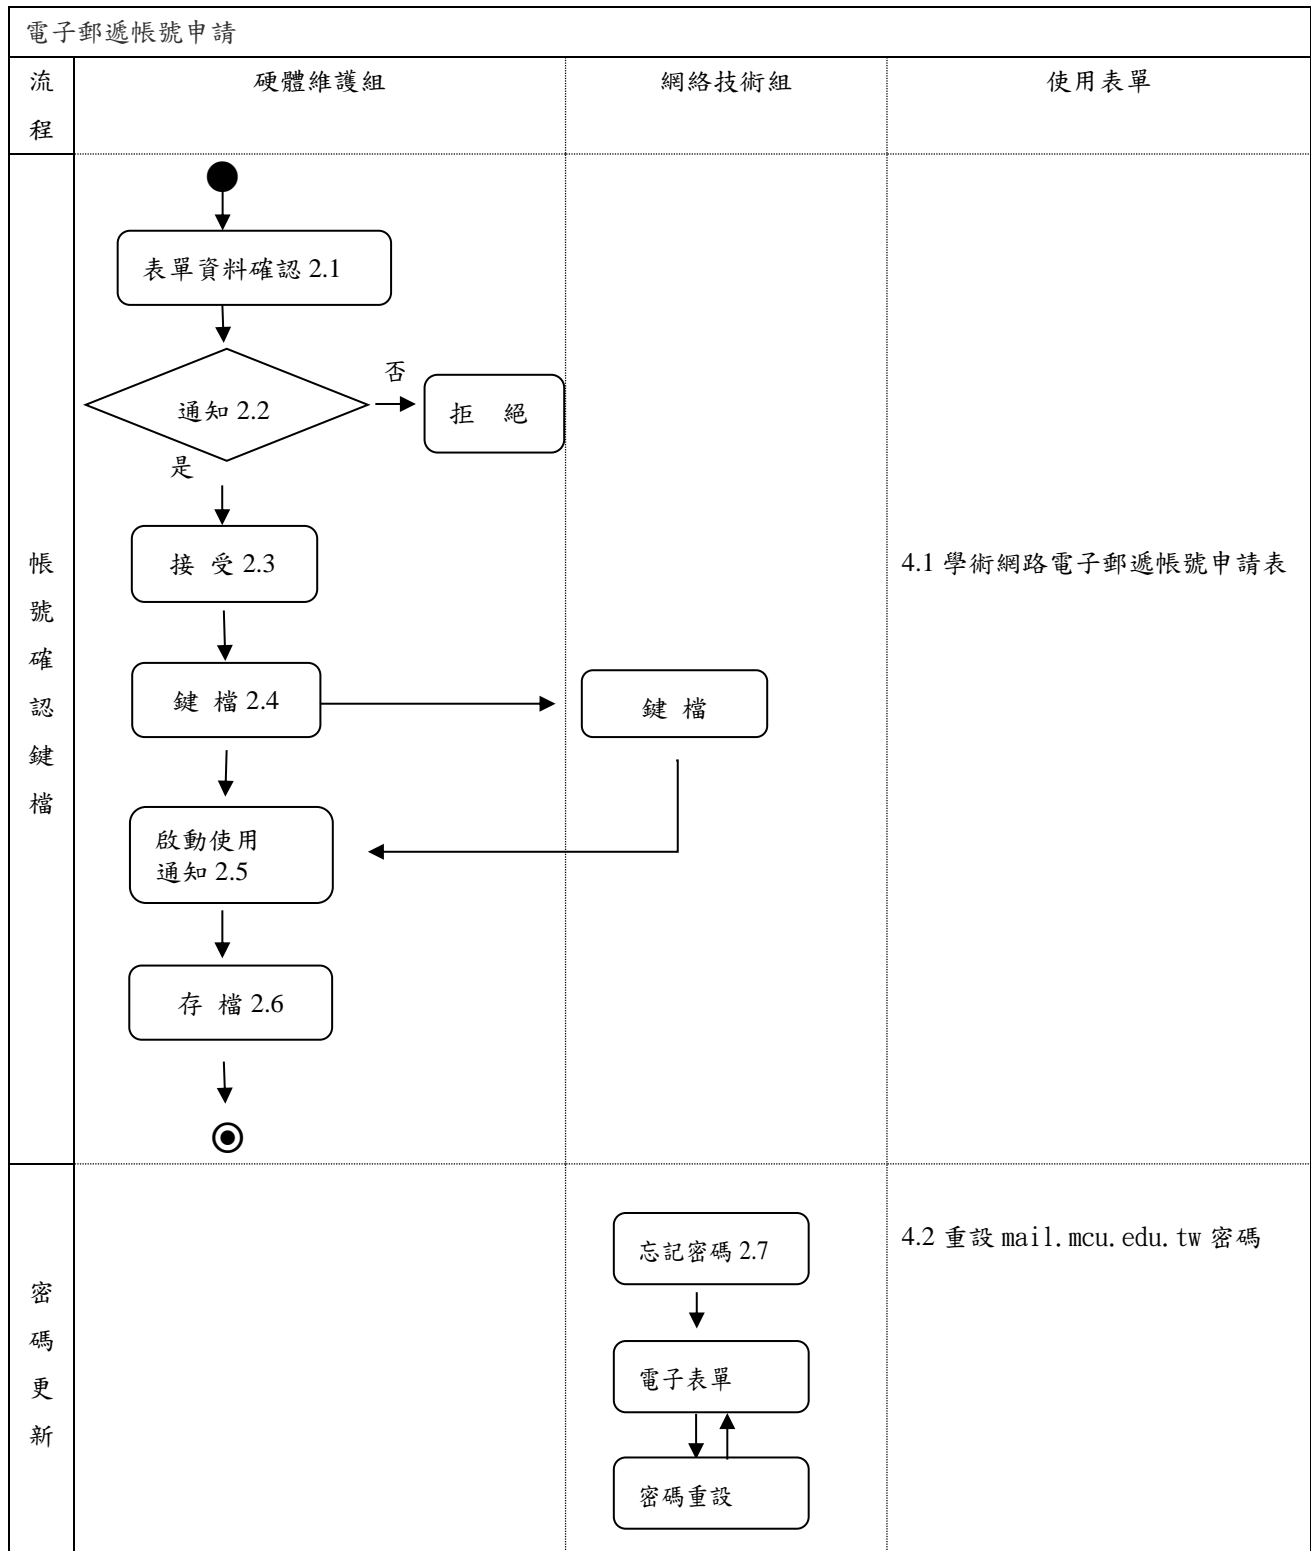 電子郵遞帳號申請
流程
硬體維護組
網絡技術組
使用表單
帳號確認鍵檔
表單資料確認 2.1
通知 2.2
否
拒 絕
是
接 受 2.3
4.1 學術網路電子郵遞帳號申請表
鍵 檔 2.4
鍵 檔
啟動使用
通知 2.5
存 檔 2.6
密碼更新
忘記密碼 2.7
4.2 重設 mail.mcu.edu.tw 密碼
電子表單
密碼重設